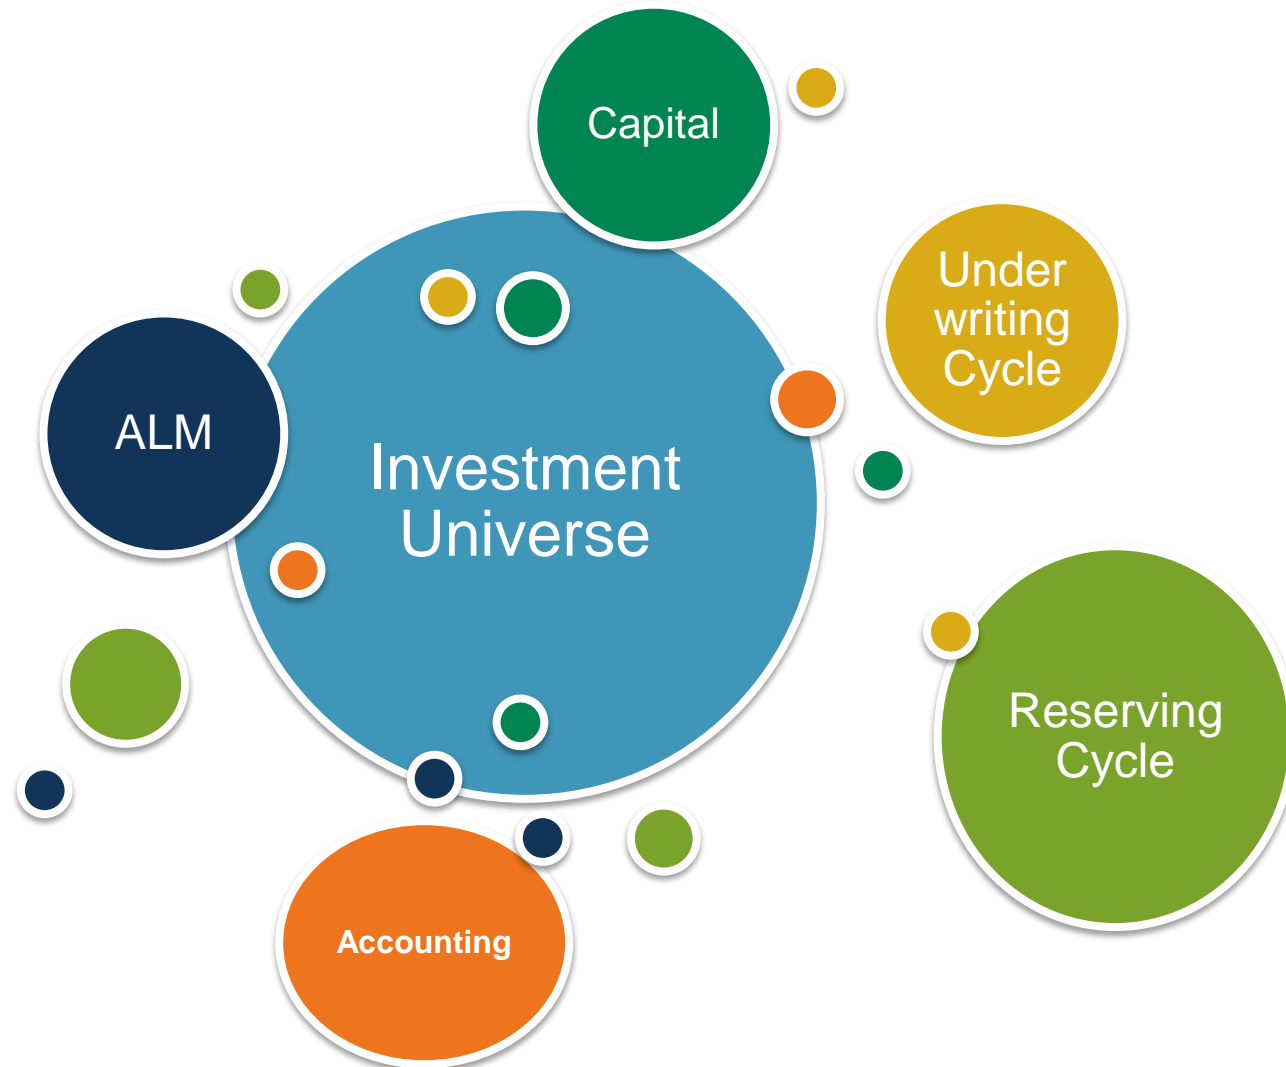 Capital
Under
writing
Cycle
ALM
Investment
Universe
Reserving
Cycle
Accounting